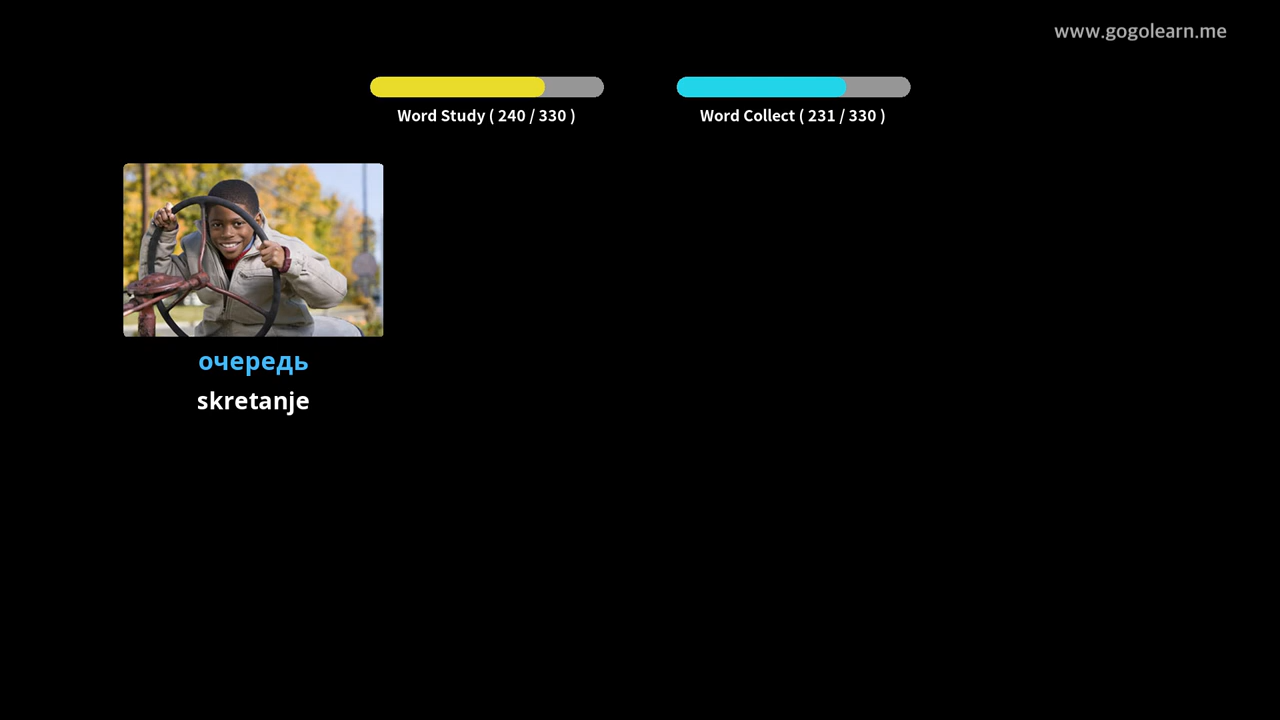 www.gogolearn.me
Word Study ( 240 / 330 )
Word Collect ( 231 / 330 )
очередь
skretanje